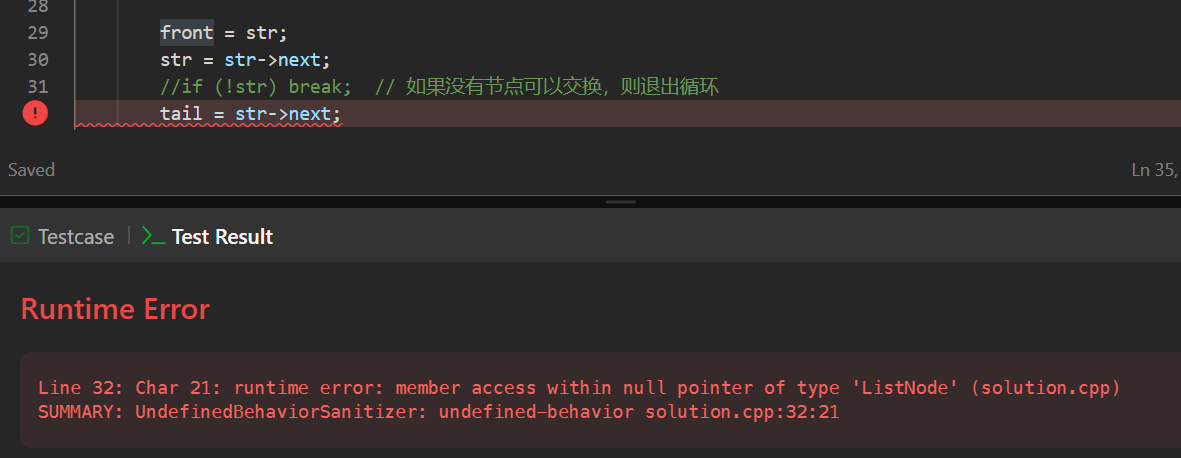 28
29 front = str;
30 str = str->next;
31 //if (!str) break;  // 如果没有节点可以交换，则退出循环
tail = str->next;
Saved Ln 35,
Testcase | >_ Test Result
Runtime Error
Line 32: Char 21: runtime error: member access within null pointer of type 'ListNode' (solution.cpp)
SUMMARY: UndefinedBehaviorSanitizer: undefined-behavior solution.cpp:32:21